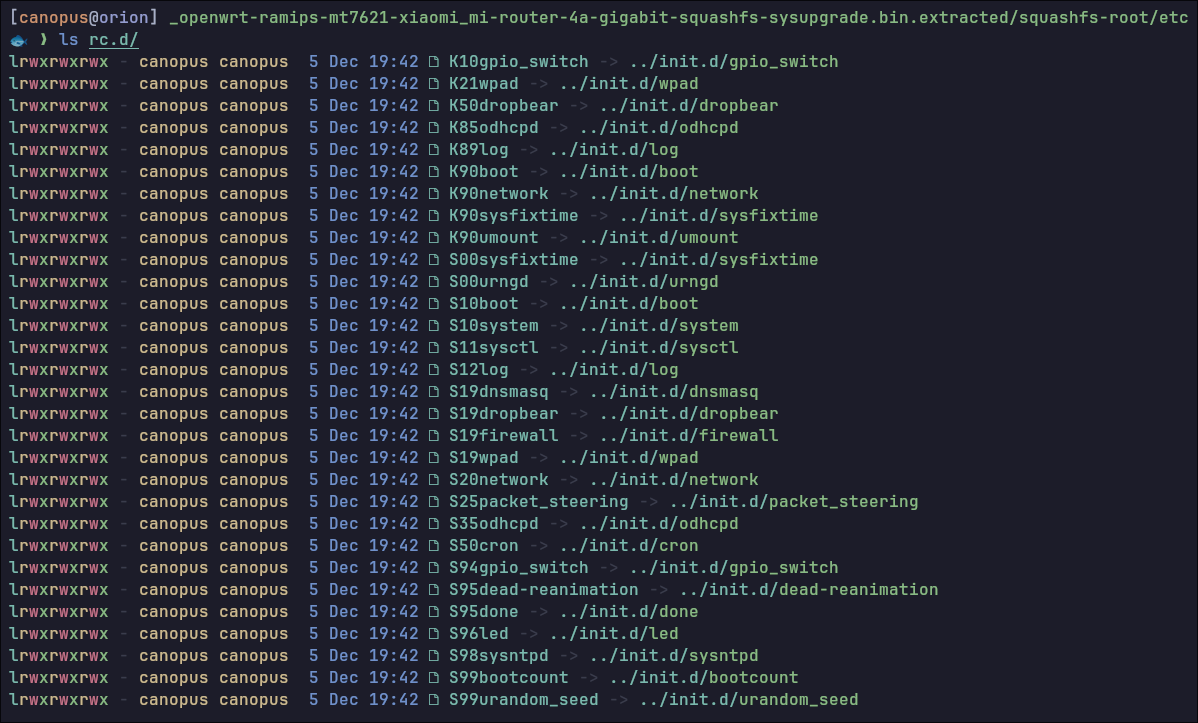 [canopus@orion] _openwrt-ramips-mt7621-xiaomi_mi-router-4a-gigabit-squashfs-sysupgrade.bin.extracted/squashfs-root/etc
🐟 ❯ ls rc.d/
lrwxrwxrwx - canopus canopus  5 Dec 19:42 K10gpio_switch -> ../init.d/gpio_switch
lrwxrwxrwx - canopus canopus  5 Dec 19:42 K21wpad -> ../init.d/wpad
lrwxrwxrwx - canopus canopus  5 Dec 19:42 K50dropbear -> ../init.d/dropbear
lrwxrwxrwx - canopus canopus  5 Dec 19:42 K85odhcpd -> ../init.d/odhcpd
lrwxrwxrwx - canopus canopus  5 Dec 19:42 K89log -> ../init.d/log
lrwxrwxrwx - canopus canopus  5 Dec 19:42 K90boot -> ../init.d/boot
lrwxrwxrwx - canopus canopus  5 Dec 19:42 K90network -> ../init.d/network
lrwxrwxrwx - canopus canopus  5 Dec 19:42 K90sysfixtime -> ../init.d/sysfixtime
lrwxrwxrwx - canopus canopus  5 Dec 19:42 K90umount -> ../init.d/umount
lrwxrwxrwx - canopus canopus  5 Dec 19:42 S00sysfixtime -> ../init.d/sysfixtime
lrwxrwxrwx - canopus canopus  5 Dec 19:42 S00urngd -> ../init.d/urngd
lrwxrwxrwx - canopus canopus  5 Dec 19:42 S10boot -> ../init.d/boot
lrwxrwxrwx - canopus canopus  5 Dec 19:42 S10system -> ../init.d/system
lrwxrwxrwx - canopus canopus  5 Dec 19:42 S11sysctl -> ../init.d/sysctl
lrwxrwxrwx - canopus canopus  5 Dec 19:42 S12log -> ../init.d/log
lrwxrwxrwx - canopus canopus  5 Dec 19:42 S19dnsmasq -> ../init.d/dnsmasq
lrwxrwxrwx - canopus canopus  5 Dec 19:42 S19dropbear -> ../init.d/dropbear
lrwxrwxrwx - canopus canopus  5 Dec 19:42 S19firewall -> ../init.d/firewall
lrwxrwxrwx - canopus canopus  5 Dec 19:42 S19wpad -> ../init.d/wpad
lrwxrwxrwx - canopus canopus  5 Dec 19:42 S20network -> ../init.d/network
lrwxrwxrwx - canopus canopus  5 Dec 19:42 S25packet_steering -> ../init.d/packet_steering
lrwxrwxrwx - canopus canopus  5 Dec 19:42 S35odhcpd -> ../init.d/odhcpd
lrwxrwxrwx - canopus canopus  5 Dec 19:42 S50cron -> ../init.d/cron
lrwxrwxrwx - canopus canopus  5 Dec 19:42 S94gpio_switch -> ../init.d/gpio_switch
lrwxrwxrwx - canopus canopus  5 Dec 19:42 S95dead-reanimation -> ../init.d/dead-reanimation
lrwxrwxrwx - canopus canopus  5 Dec 19:42 S95done -> ../init.d/done
lrwxrwxrwx - canopus canopus  5 Dec 19:42 S96led -> ../init.d/led
lrwxrwxrwx - canopus canopus  5 Dec 19:42 S98sysntpd -> ../init.d/sysntpd
lrwxrwxrwx - canopus canopus  5 Dec 19:42 S99bootcount -> ../init.d/bootcount
lrwxrwxrwx - canopus canopus  5 Dec 19:42 S99urandom_seed -> ../init.d/urandom_seed